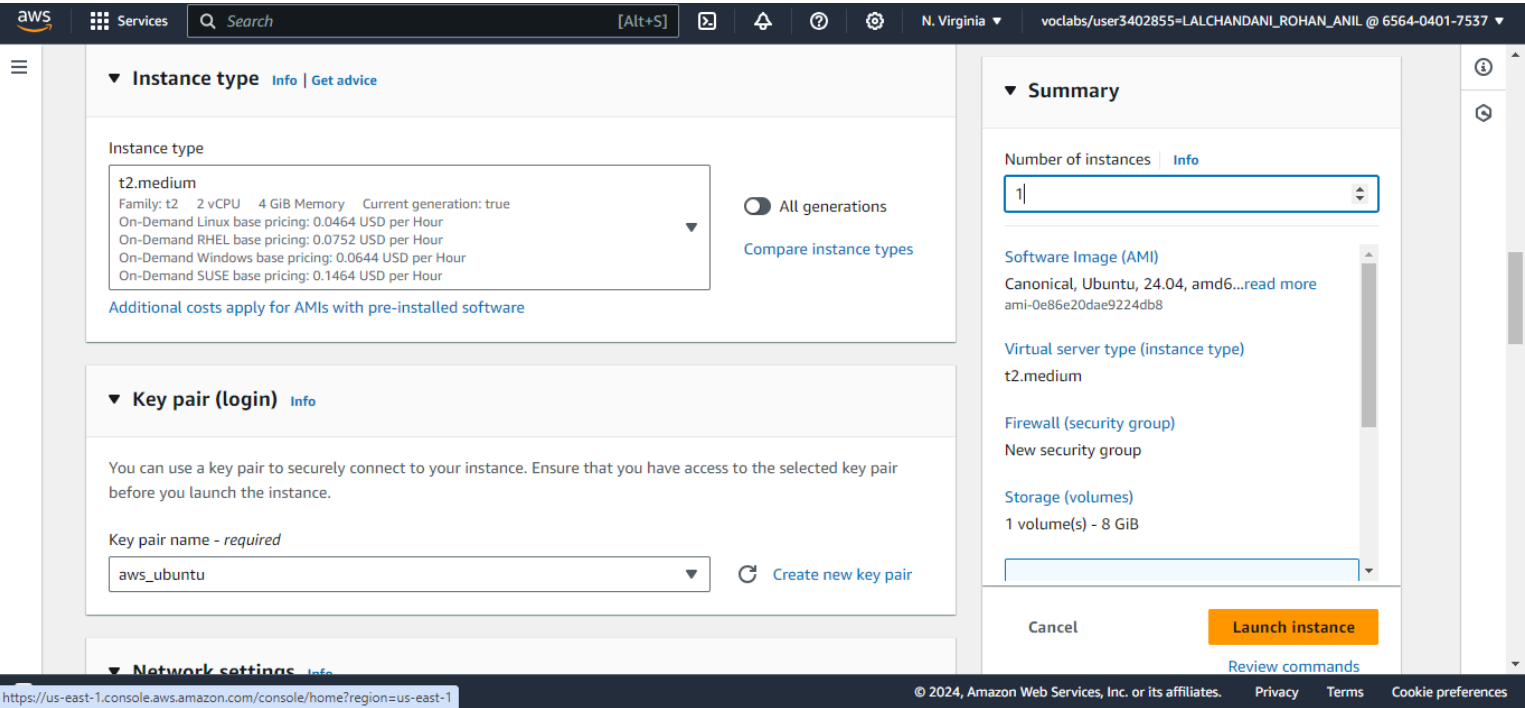 aws
Services
Search [Alt+S]
N. Virginia
voclabs/user3402855=LALCHANDANI_ROHAN_ANIL @ 6564-0401-7537
Instance type Info | Get advice
Instance type
t2.medium
Family: t2 2 vCPU 4 GiB Memory Current generation: true
On-Demand Linux base pricing: 0.0464 USD per Hour
On-Demand RHEL base pricing: 0.0752 USD per Hour
On-Demand Windows base pricing: 0.0644 USD per Hour
On-Demand SUSE base pricing: 0.1464 USD per Hour
All generations
Compare instance types
Additional costs apply for AMIs with pre-installed software
Key pair (login) Info
You can use a key pair to securely connect to your instance. Ensure that you have access to the selected key pair
before you launch the instance.
Key pair name - required
aws_ubuntu
Create new key pair
Network settings Info
Summary
Number of instances Info
1
Software Image (AMI)
Canonical, Ubuntu, 24.04, amd6...read more
ami-0e86e20dae9224db8
Virtual server type (instance type)
t2.medium
Firewall (security group)
New security group
Storage (volumes)
1 volume(s) - 8 GiB
Cancel
Launch instance
Review commands
https://us-east-1.console.aws.amazon.com/console/home?region=us-east-1
© 2024, Amazon Web Services, Inc. or its affiliates. Privacy Terms Cookie preferences